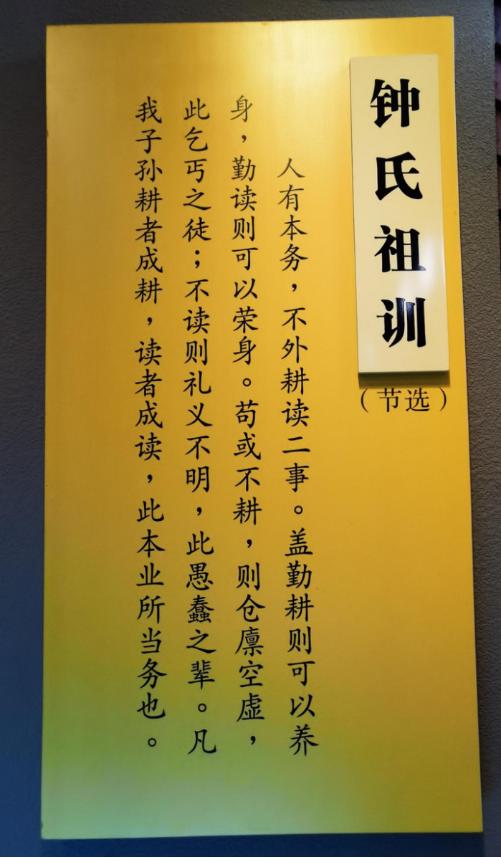 钟氏祖训
（节选）
人有本务，不外耕读二事。盖勤耕则可以养
身，勤读则可以荣身。苟或不耕，则仓廪空虚，
此乞丐之徒；不读则礼义不明，此愚蠢之辈。凡
我子孙耕者成耕，读者成读，此本业所当务也。